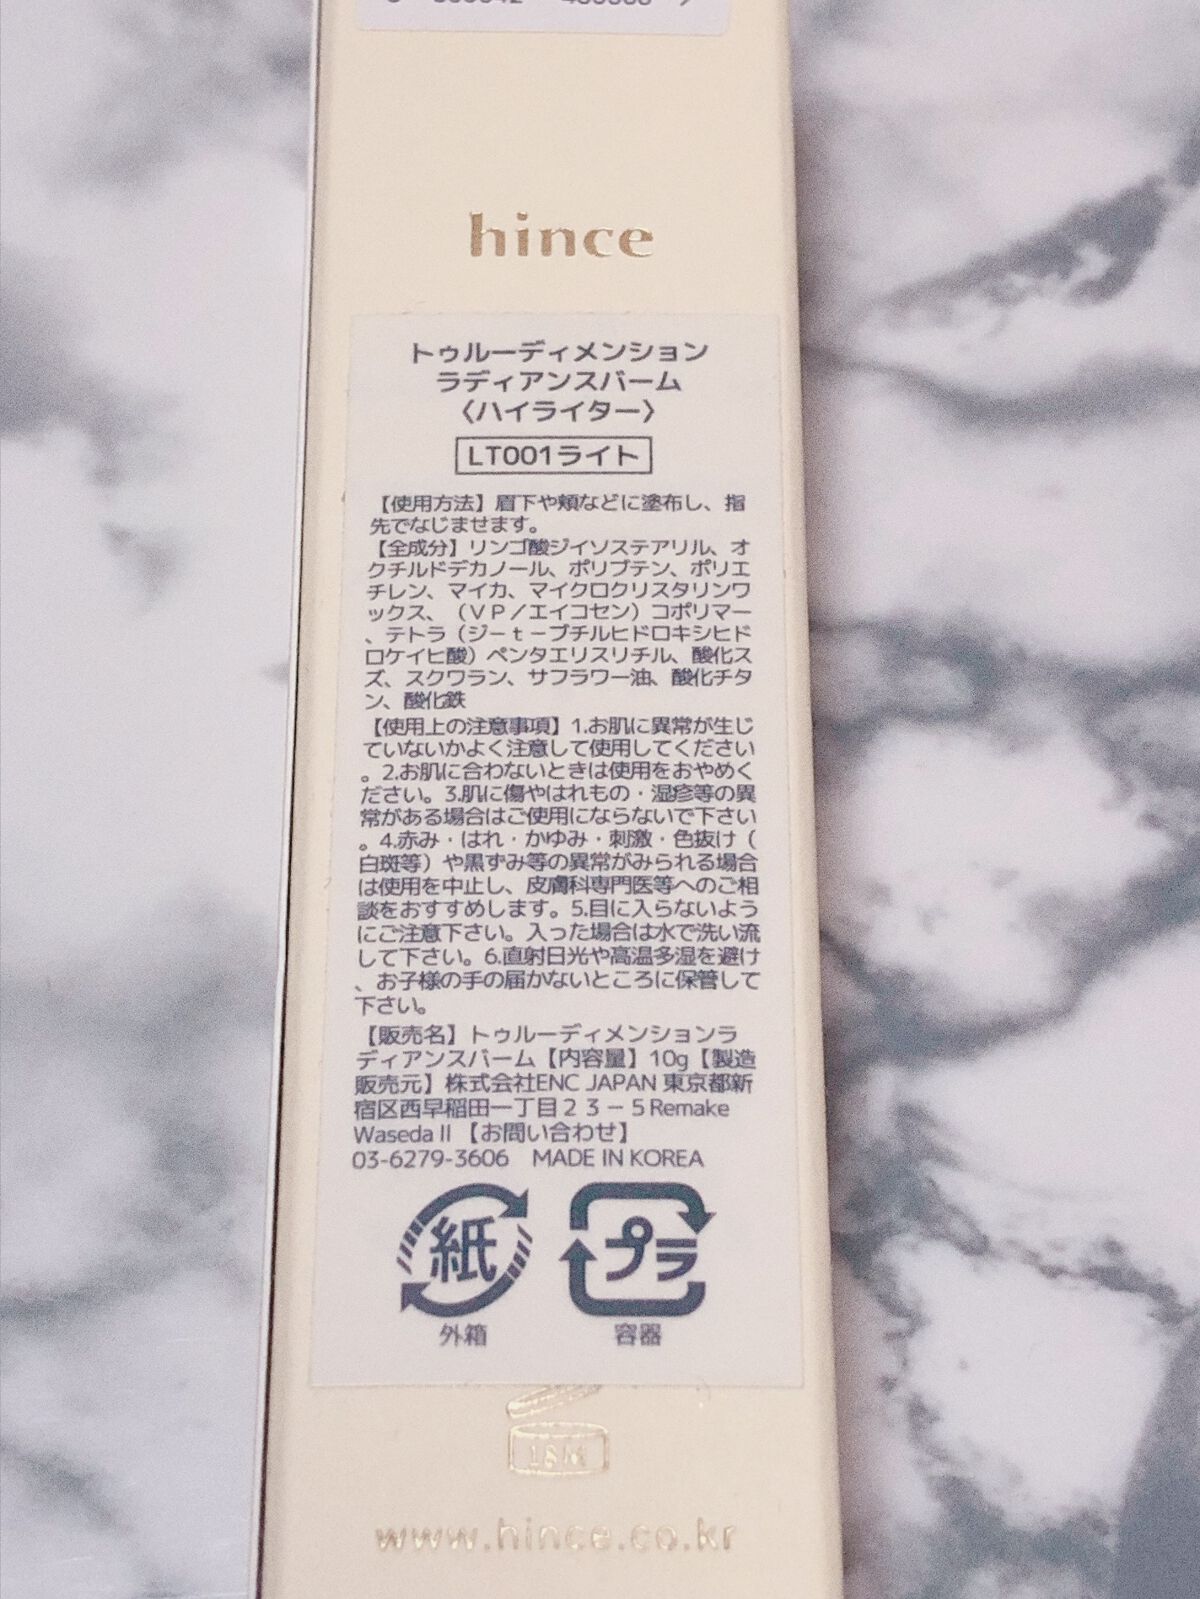 hince
トゥルーディメンション
ラディアンスバーム
〈ハイライター〉
LT001ライト
【使用方法】眉下や頬などに塗布し、指
先でなじませます。
【全成分】リンゴ酸ジイソステアリル、オ
クチルドデカノール、ポリブテン、ポリエ
チレン、マイカ、マイクロクリスタリンワ
ックス、（ＶＰ／エイコセン）コポリマー
、テトラ（ジーｔーブチルヒドロキシヒド
ロケイヒ酸）ペンタエリスリチル、酸化ス
ズ、スクワラン、サフラワー油、酸化チタ
ン、酸化鉄
【使用上の注意事項】1.お肌に異常が生じ
ていないかよく注意して使用してください
。2.お肌に合わないときは使用をおやめく
ださい。3.肌に傷やはれもの・湿疹等の異
常がある場合はご使用にならないで下さい
。4.赤み・はれ・かゆみ・刺激・色抜け（
白斑等）や黒ずみ等の異常がみられる場合
は使用を中止し、皮膚科専門医等へのご相
談をおすすめします。5.目に入らないよう
にご注意下さい。入った場合は水で洗い流
して下さい。6.直射日光や高温多湿を避け
、お子様の手の届かないところに保管して
下さい。
【販売名】トゥルーディメンションラ
ディアンスバーム【内容量】10g【製造
販売元】株式会社ENC JAPAN 東京都新
宿区西早稲田一丁目２３－５Remake
Waseda II 【お問い合わせ】
03-6279-3606 MADE IN KOREA
紙 プラ
外箱 容器
18M
www.hince.co.kr